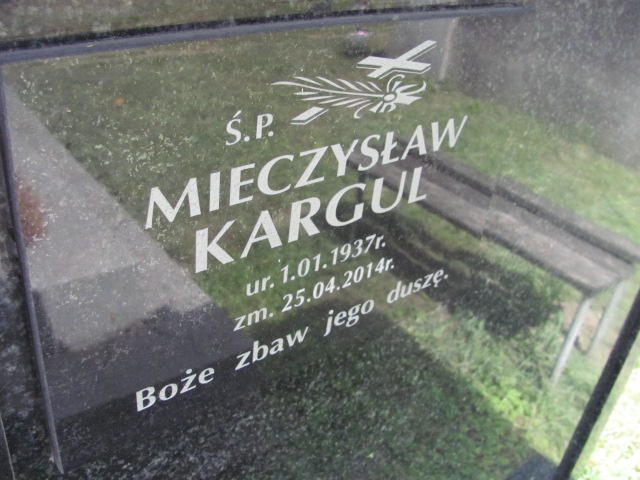 Ś.P.
MIECZYSŁAW
KARGUL
ur. 1.01.1937r.
zm. 25.04.2014r.
Boże zbaw jego duszę.